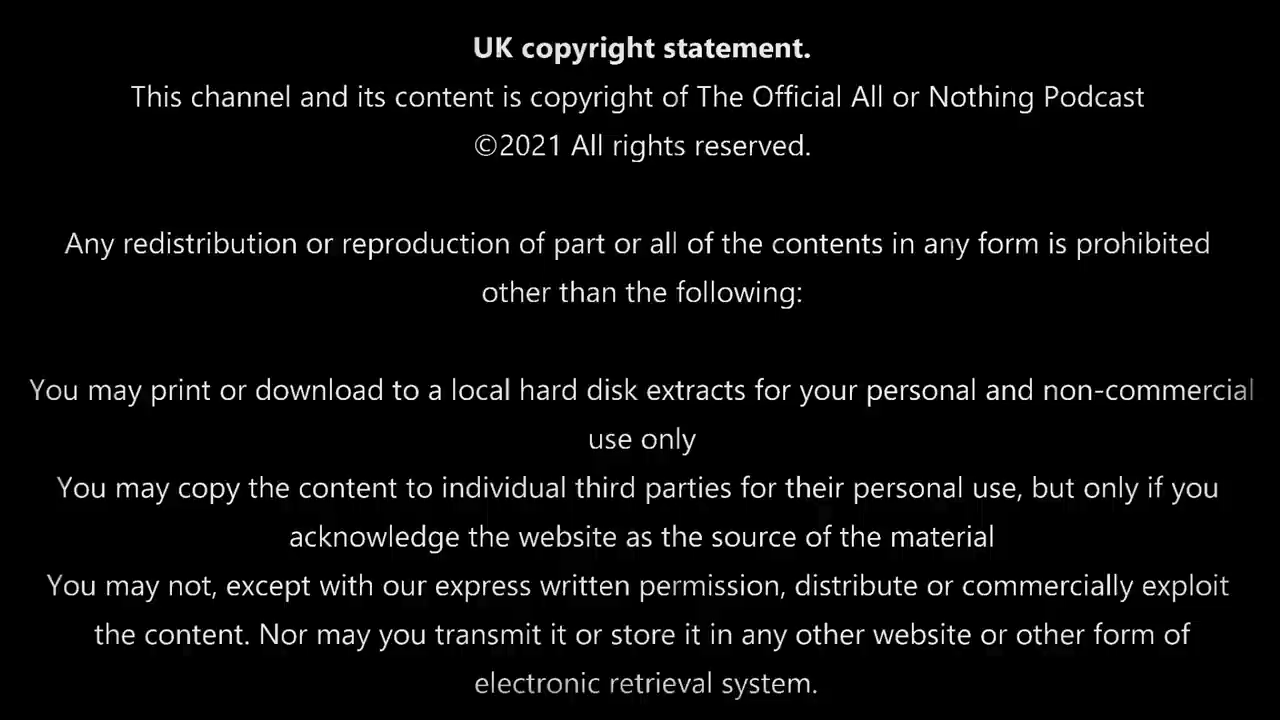 UK copyright statement.
This channel and its content is copyright of The Official All or Nothing Podcast
©2021 All rights reserved.
Any redistribution or reproduction of part or all of the contents in any form is prohibited
other than the following:
You may print or download to a local hard disk extracts for your personal and non-commercial
use only
You may copy the content to individual third parties for their personal use, but only if you
acknowledge the website as the source of the material
You may not, except with our express written permission, distribute or commercially exploit
the content. Nor may you transmit it or store it in any other website or other form of
electronic retrieval system.